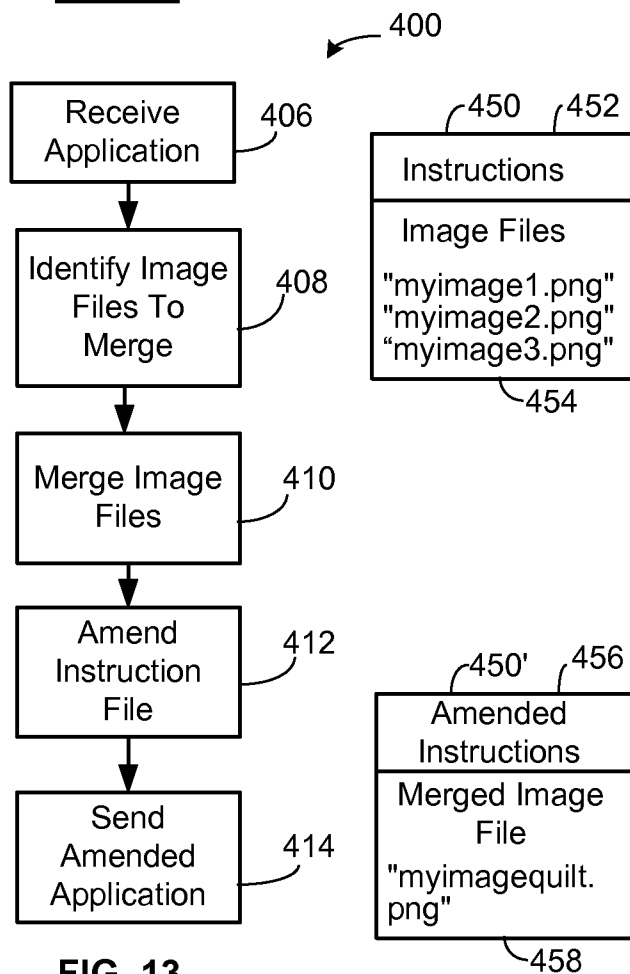 400
Receive
Application
406
Identify Image
Files To
Merge
408
Merge Image
Files
410
Amend
Instruction
File
412
Send
Amended
Application
414
450
452
Instructions
Image Files
"myimage1.png"
"myimage2.png"
“myimage3.png"
454
450'
456
Amended
Instructions
Merged Image
File
"myimagequilt.
png"
458
FIG. 13